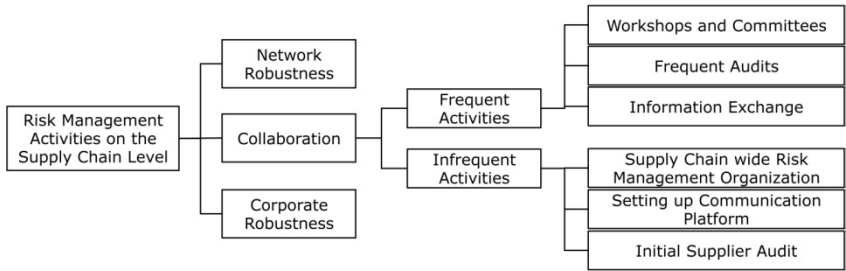 Risk Management
Activities on the
Supply Chain Level
Network
Robustness
Collaboration
Corporate
Robustness
Frequent
Activities
Infrequent
Activities
Workshops and Committees
Frequent Audits
Information Exchange
Supply Chain wide Risk
Management Organization
Setting up Communication
Platform
Initial Supplier Audit